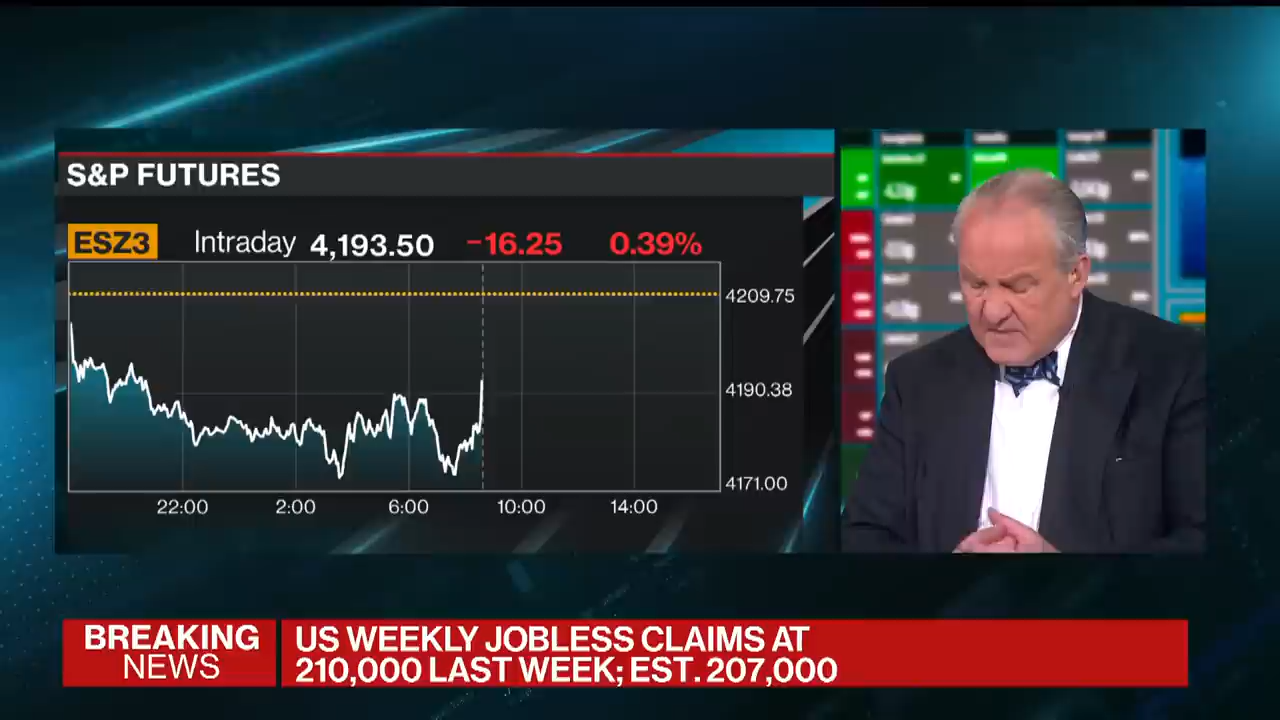 S&P FUTURES
ESZ3 Intraday 4,193.50 -16.25 0.39%
4209.75
4190.38
4171.00
22:00 2:00 6:00 10:00 14:00
BREAKING NEWS
US WEEKLY JOBLESS CLAIMS AT
210,000 LAST WEEK; EST. 207,000